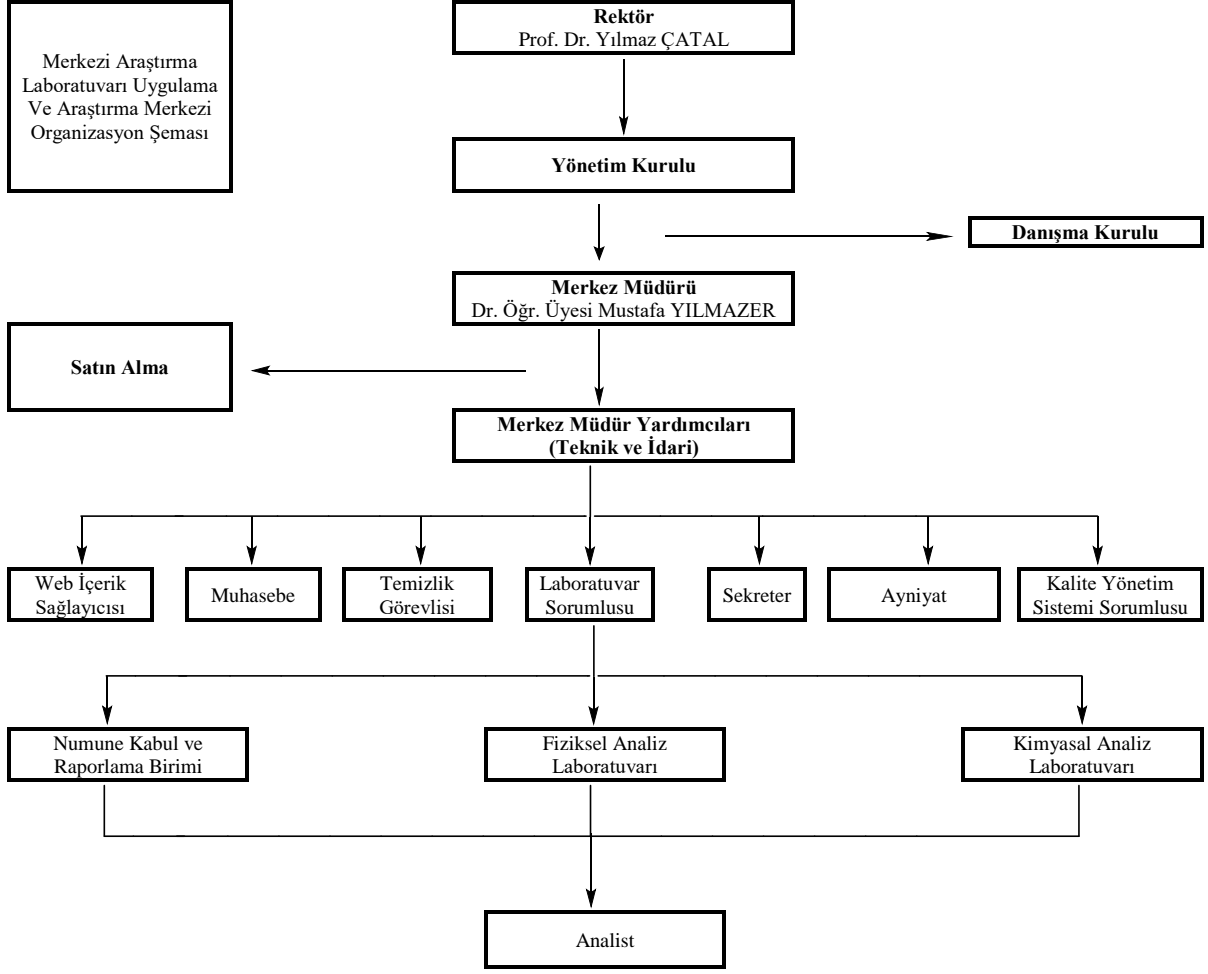 Merkezi Araştırma
Laboratuvarı Uygulama
Ve Araştırma Merkezi
Organizasyon Şeması
Rektör
Prof. Dr. Yılmaz ÇATAL
Yönetim Kurulu
Danışma Kurulu
Merkez Müdürü
Dr. Öğr. Üyesi Mustafa YILMAZER
Satın Alma
Merkez Müdür Yardımcıları
(Teknik ve İdari)
Web İçerik
Sağlayıcısı
Muhasebe
Temizlik
Görevlisi
Laboratuvar
Sorumlusu
Sekreter
Ayniyat
Kalite Yönetim
Sistemi Sorumlusu
Numune Kabul ve
Raporlama Birimi
Fiziksel Analiz
Laboratuvarı
Kimyasal Analiz
Laboratuvarı
Analist